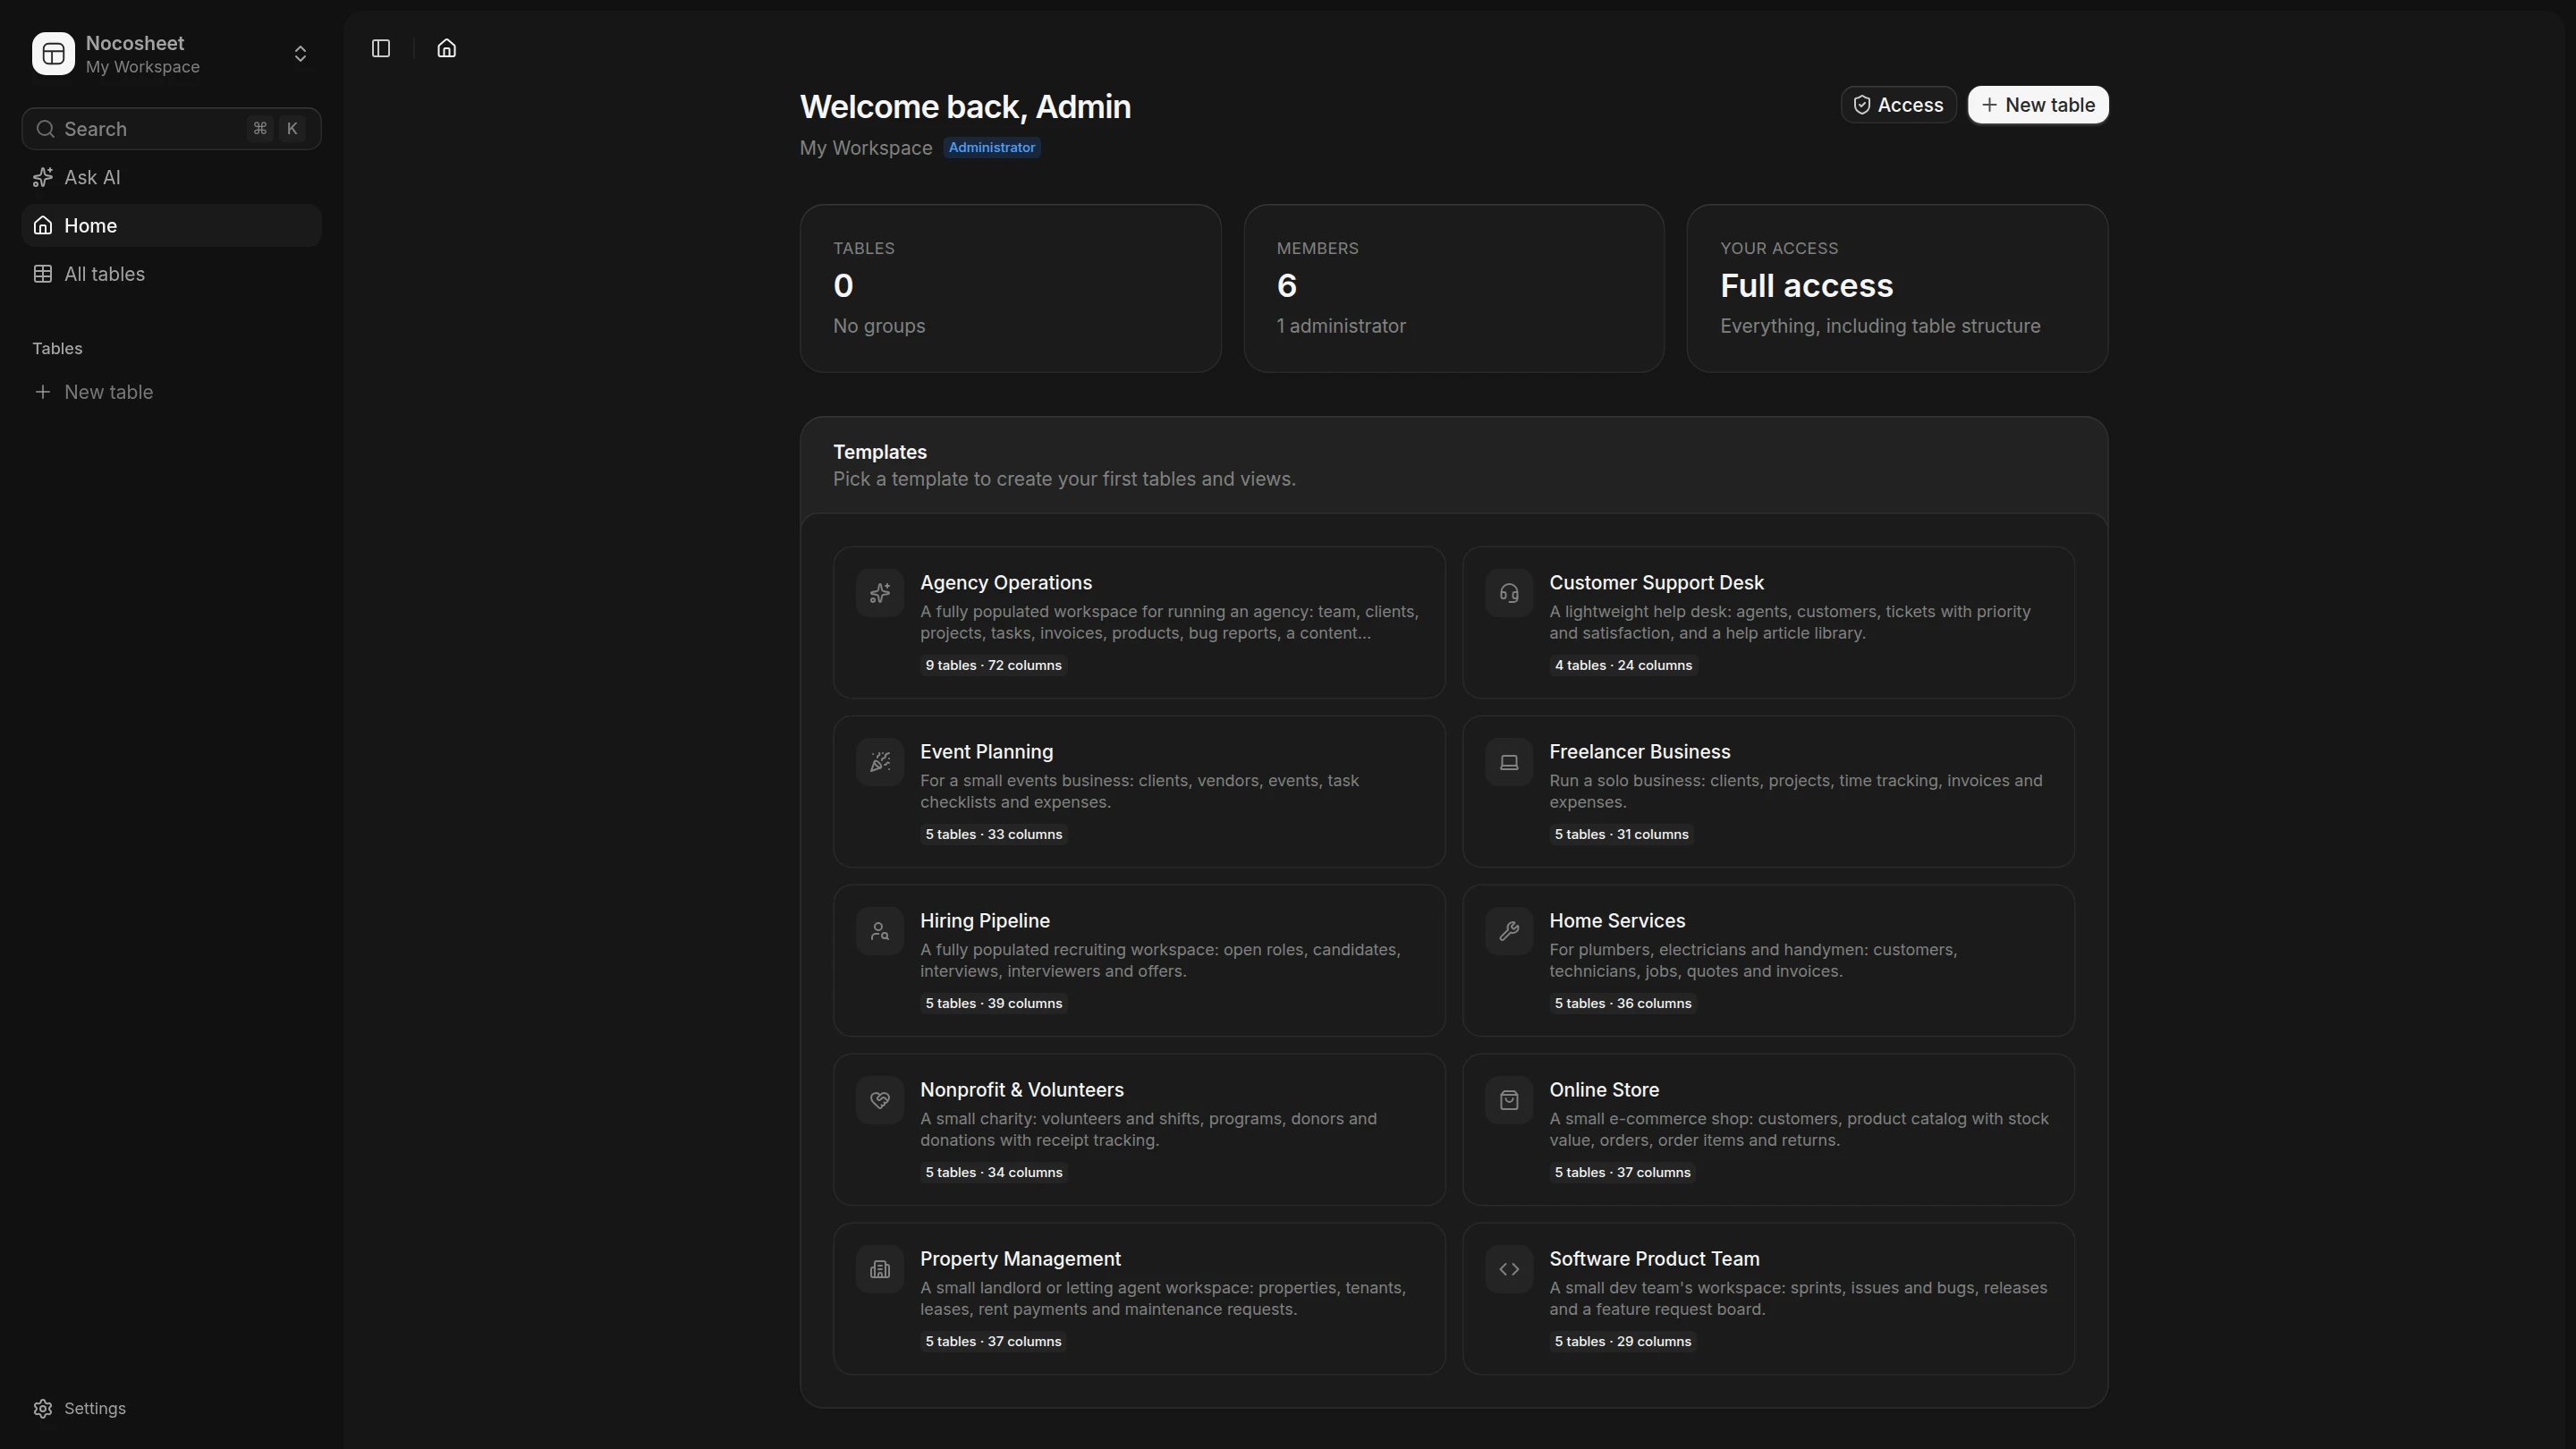 Nocosheet
My Workspace
Search ⌘ K
Ask AI
Home
All tables
Tables
New table
Settings
Welcome back, Admin
My Workspace Administrator
Access
New table
TABLES
0
No groups
MEMBERS
6
1 administrator
YOUR ACCESS
Full access
Everything, including table structure
Templates
Pick a template to create your first tables and views.
Agency Operations
A fully populated workspace for running an agency: team, clients,
projects, tasks, invoices, products, bug reports, a content...
9 tables · 72 columns
Customer Support Desk
A lightweight help desk: agents, customers, tickets with priority
and satisfaction, and a help article library.
4 tables · 24 columns
Event Planning
For a small events business: clients, vendors, events, task
checklists and expenses.
5 tables · 33 columns
Freelancer Business
Run a solo business: clients, projects, time tracking, invoices and
expenses.
5 tables · 31 columns
Hiring Pipeline
A fully populated recruiting workspace: open roles, candidates,
interviews, interviewers and offers.
5 tables · 39 columns
Home Services
For plumbers, electricians and handymen: customers,
technicians, jobs, quotes and invoices.
5 tables · 36 columns
Nonprofit & Volunteers
A small charity: volunteers and shifts, programs, donors and
donations with receipt tracking.
5 tables · 34 columns
Online Store
A small e-commerce shop: customers, product catalog with stock
value, orders, order items and returns.
5 tables · 37 columns
Property Management
A small landlord or letting agent workspace: properties, tenants,
leases, rent payments and maintenance requests.
5 tables · 37 columns
Software Product Team
A small dev team's workspace: sprints, issues and bugs, releases
and a feature request board.
5 tables · 29 columns